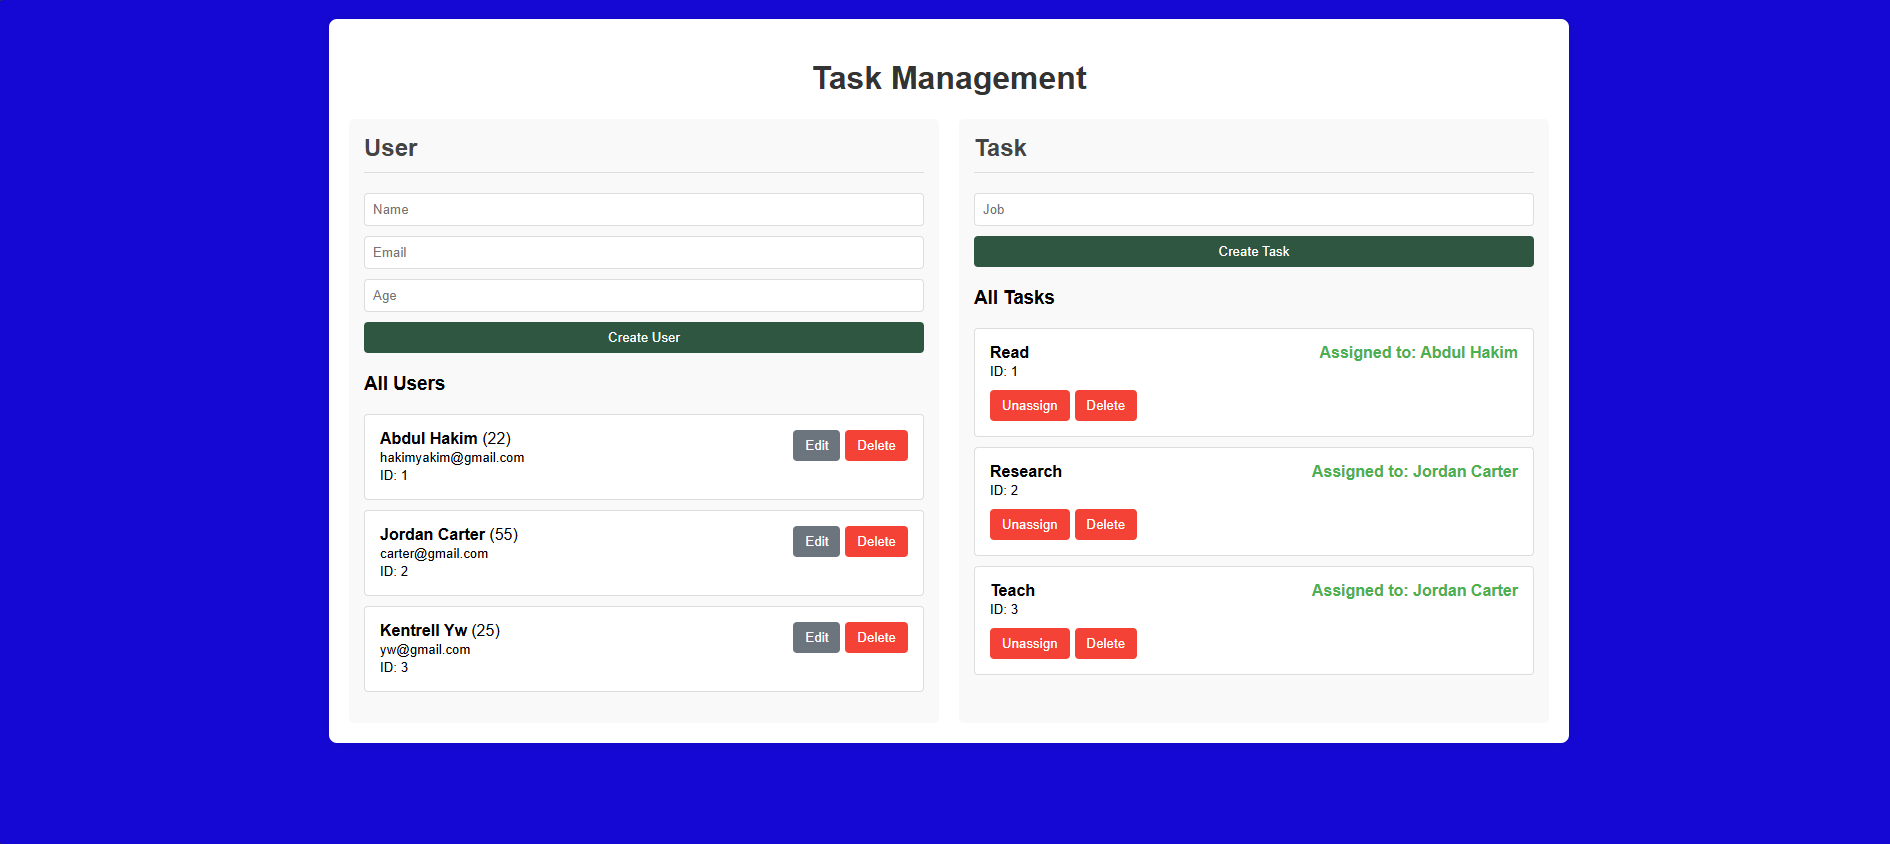 Task Management
User
Name
Email
Age
Create User
All Users
Abdul Hakim (22)
hakimyakim@gmail.com
ID: 1
Edit
Delete
Jordan Carter (55)
carter@gmail.com
ID: 2
Edit
Delete
Kentrell Yw (25)
yw@gmail.com
ID: 3
Edit
Delete
Task
Job
Create Task
All Tasks
Read
ID: 1
Assigned to: Abdul Hakim
Unassign
Delete
Research
ID: 2
Assigned to: Jordan Carter
Unassign
Delete
Teach
ID: 3
Assigned to: Jordan Carter
Unassign
Delete